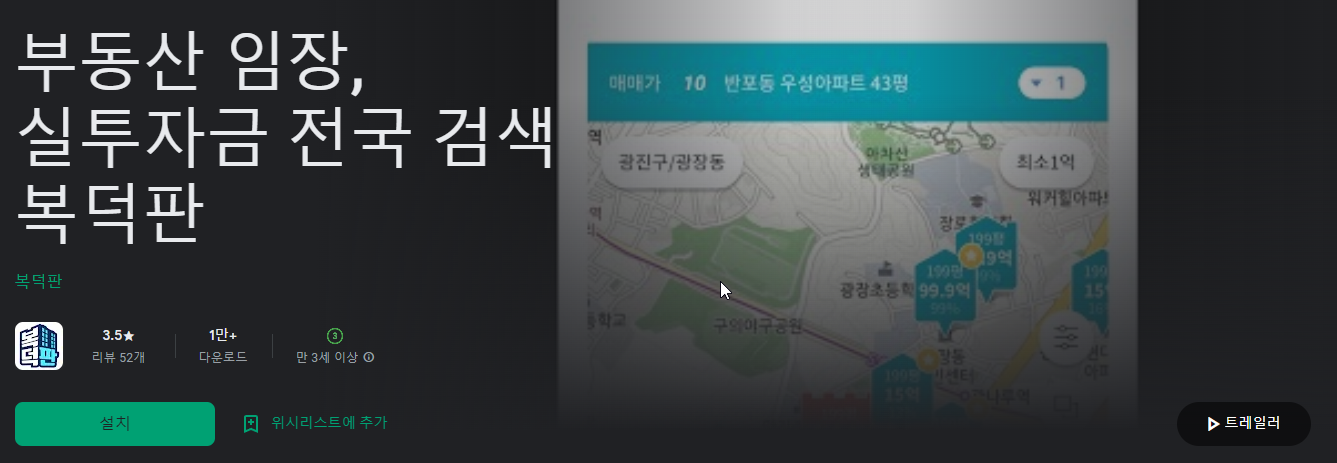 부동산 임장,
실투자금 전국 검색
복덕판
복덕판
복덕판
3.5★
리뷰 52개
1만+
다운로드
3
만 3세 이상
설치
위시리스트에 추가
매매가 10 반포동 우성아파트 43평
1
역
광진구/광장동
아차산
생태공원
최소1억
워커힐아파트
199평
199평
99.9억
99%
199
광장초등학
구의야구공원
등학교
199평
15억
트레일러